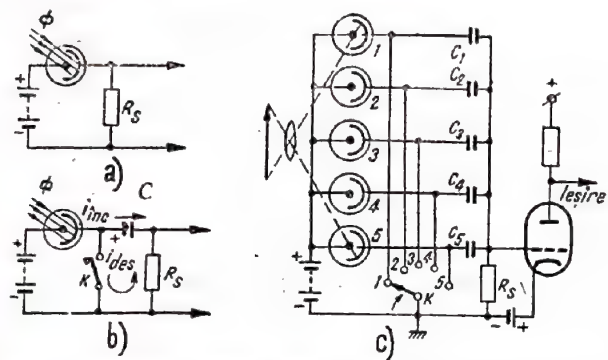 Φ
+
-
R_S
a)
Φ
i_inc
C
+
+
-
K
i_des
R_S
b)
1
2
3
4
5
C_1
C_2
C_3
C_4
C_5
+
-
1
2
3
4
5
K
R_S
- +
+
Ieșire
c)